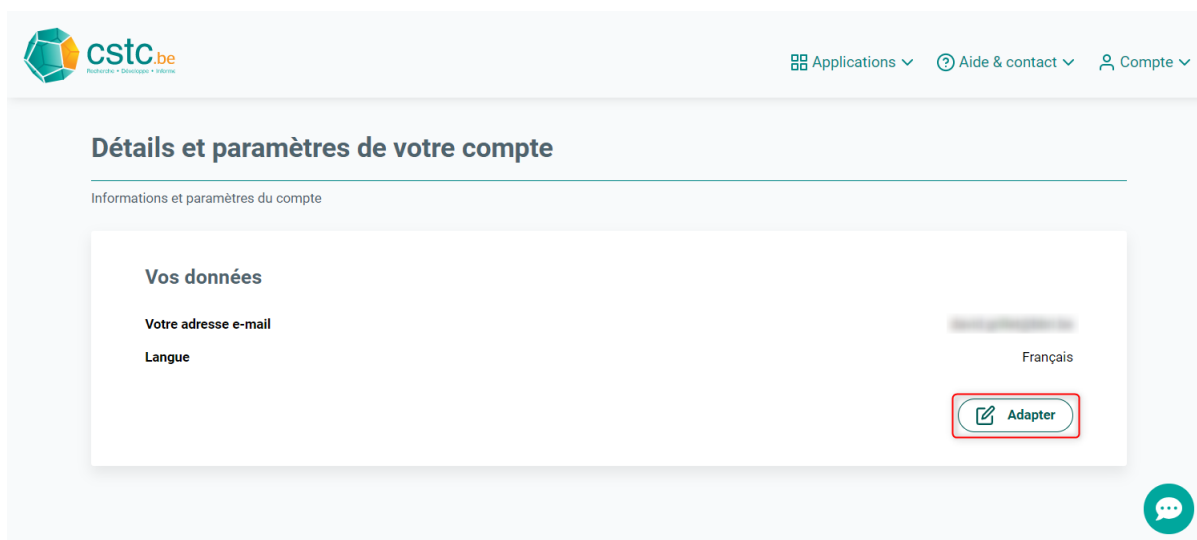 cstc.be
Recherche • Développe • Informe
Applications
Aide & contact
Compte
Détails et paramètres de votre compte
Informations et paramètres du compte
Vos données
Votre adresse e-mail
Langue
Français
Adapter